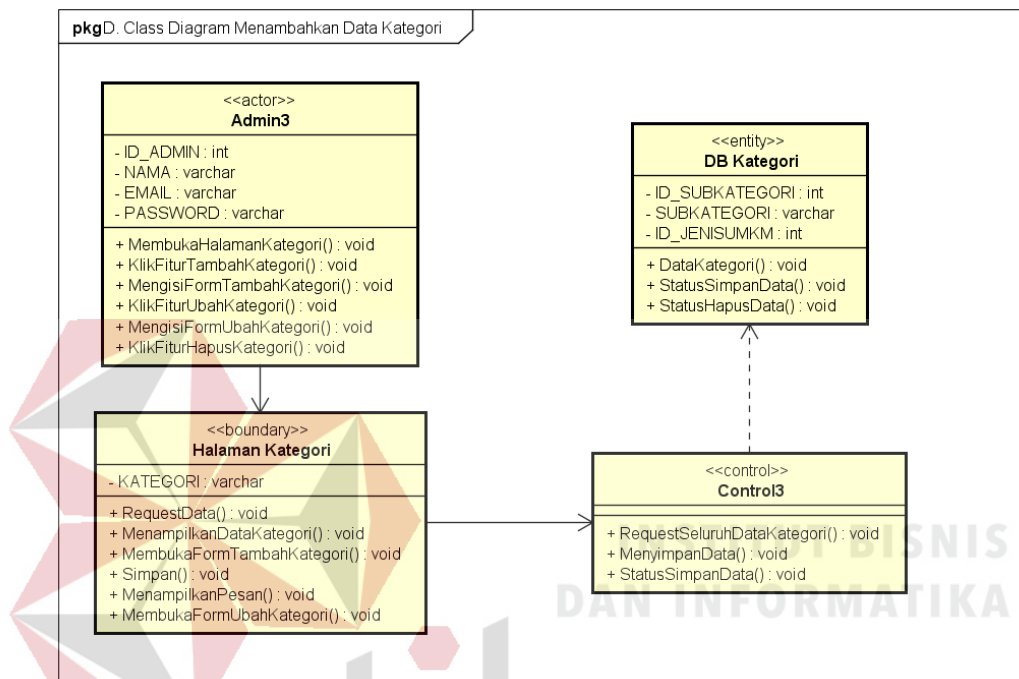 pkgD. Class Diagram Menambahkan Data Kategori
<<actor>>
Admin3
- ID_ADMIN : int
- NAMA : varchar
- EMAIL : varchar
- PASSWORD : varchar
+ MembukaHalamanKategori() : void
+ KlikFiturTambahKategori() : void
+ MengisiFormTambahKategori() : void
+ KlikFiturUbahKategori() : void
+ MengisiFormUbahKategori() : void
+ KlikFiturHapusKategori() : void
<<entity>>
DB Kategori
- ID_SUBKATEGORI : int
- SUBKATEGORI : varchar
- ID_JENISUMKM : int
+ DataKategori() : void
+ StatusSimpanData() : void
+ StatusHapusData() : void
<<boundary>>
Halaman Kategori
- KATEGORI : varchar
+ RequestData() : void
+ MenampilkanDataKategori() : void
+ MembukaFormTambahKategori() : void
+ Simpan() : void
+ MenampilkanPesan() : void
+ MembukaFormUbahKategori() : void
<<control>>
Control3
+ RequestSeluruhDataKategori() : void
+ MenyimpanData() : void
+ StatusSimpanData() : void
INSTITUT BISNIS
DAN INFORMATIKA